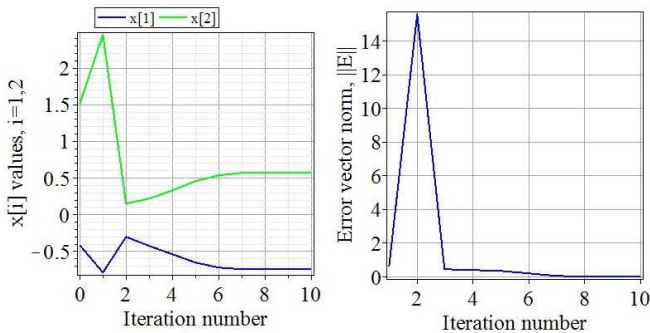 x[1] x[2]
x[i] values, i=1,2
2
1.5
1
0.5
0
−0.5
0 2 4 6 8 10
Iteration number
Error vector norm, ||E||
14
12
10
8
6
4
2
0
2 4 6 8 10
Iteration number